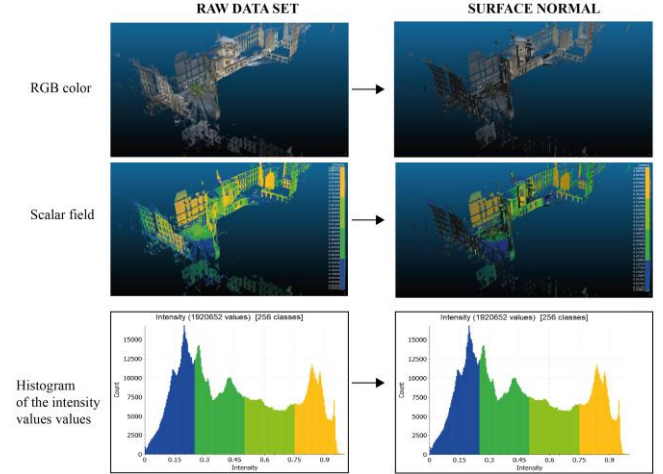 RAW DATA SET
SURFACE NORMAL
RGB color
Scalar field
Histogram
of the intensity
values values
Intensity (1920652 values) [256 classes]
Count
15000
12500
10000
7500
5000
2500
0
0 0.15 0.3 0.45 0.6 0.75 0.9
Intensity
Intensity (1920652 values) [256 classes]
Count
15000
12500
10000
7500
5000
2500
0
0 0.15 0.3 0.45 0.6 0.75 0.9
Intensity